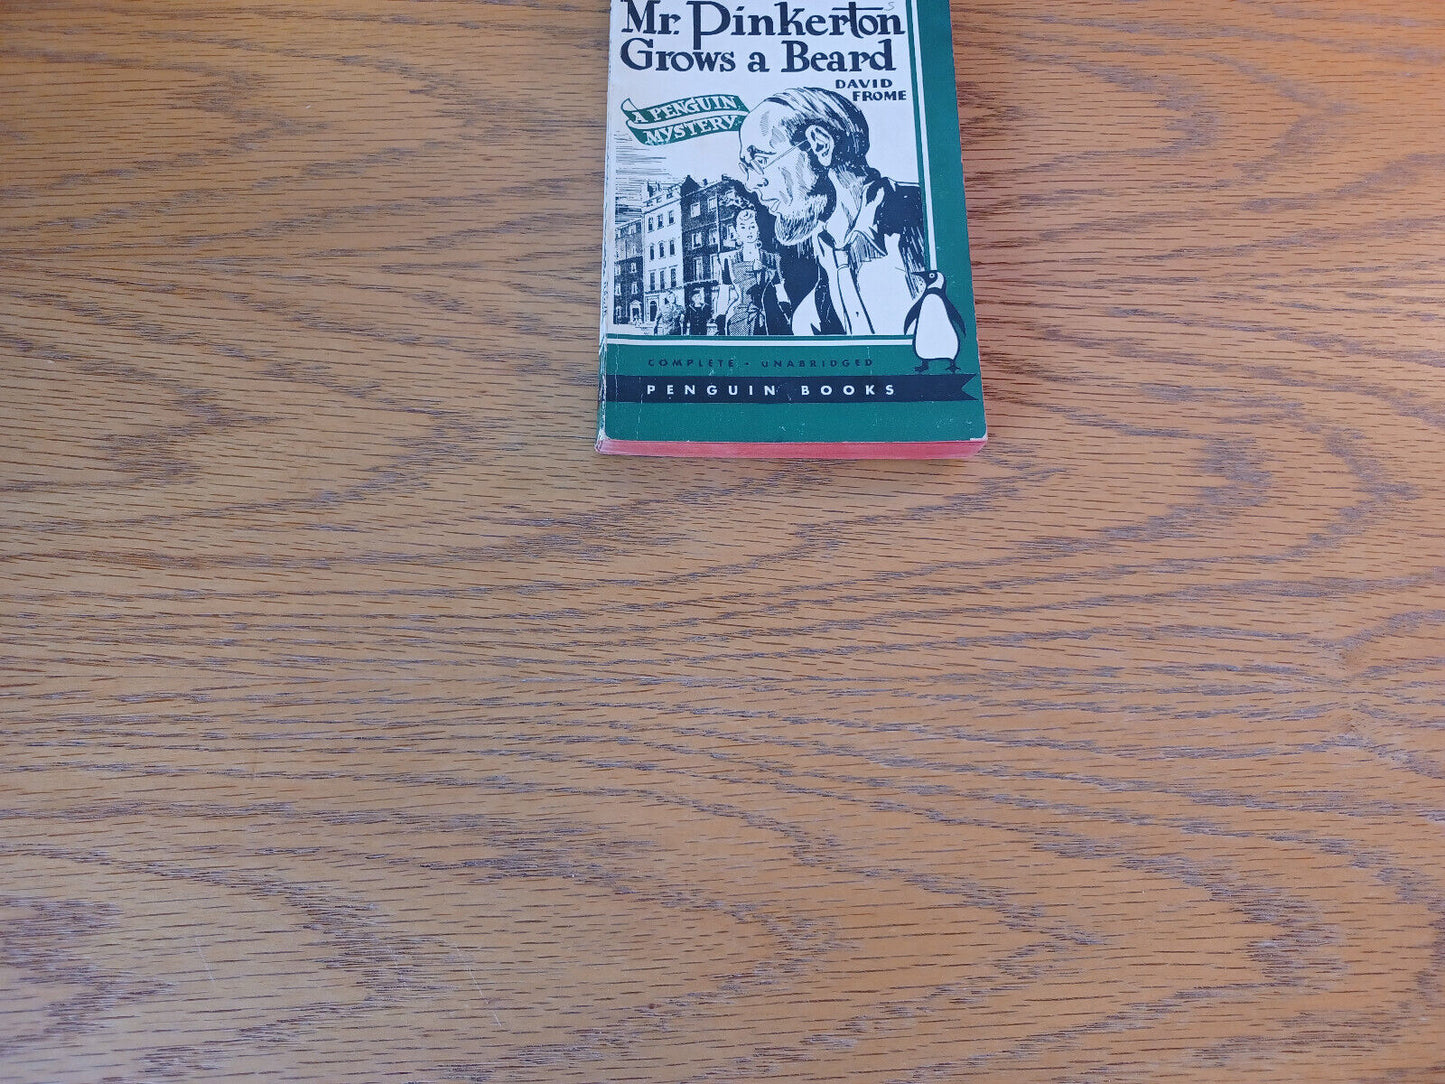 Mr. Pinkerton
Grows a Beard
DAVID
FROME
A PENGUIN
MYSTERY
COMPLETE · UNABRIDGED
PENGUIN BOOKS